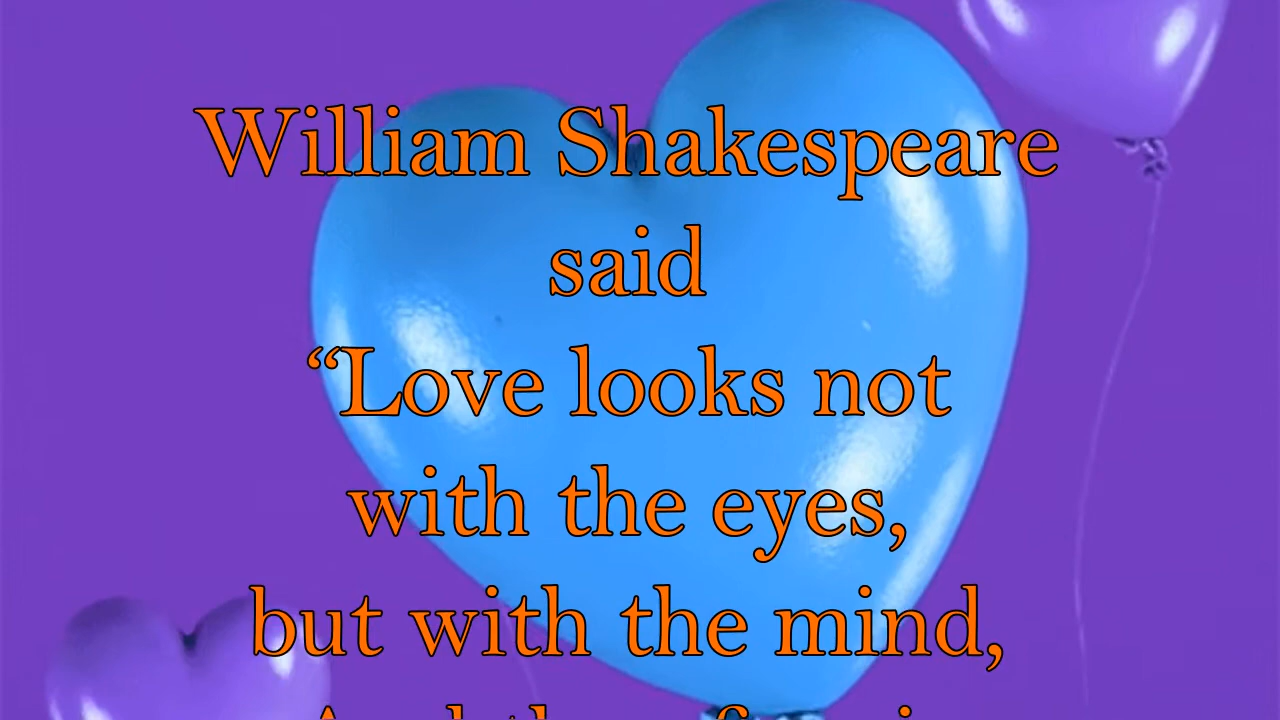 William Shakespeare
said
“Love looks not
with the eyes,
but with the mind,